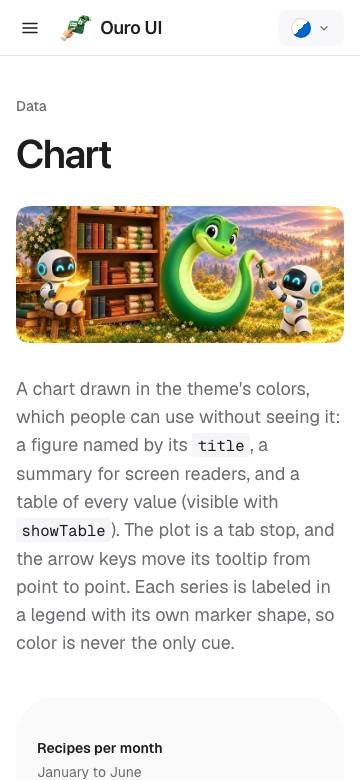 Ouro UI
Data
Chart
A chart drawn in the theme's colors,
which people can use without seeing it:
a figure named by its title, a
summary for screen readers, and a
table of every value (visible with
showTable). The plot is a tab stop, and
the arrow keys move its tooltip from
point to point. Each series is labeled in
a legend with its own marker shape, so
color is never the only cue.
Recipes per month
January to June